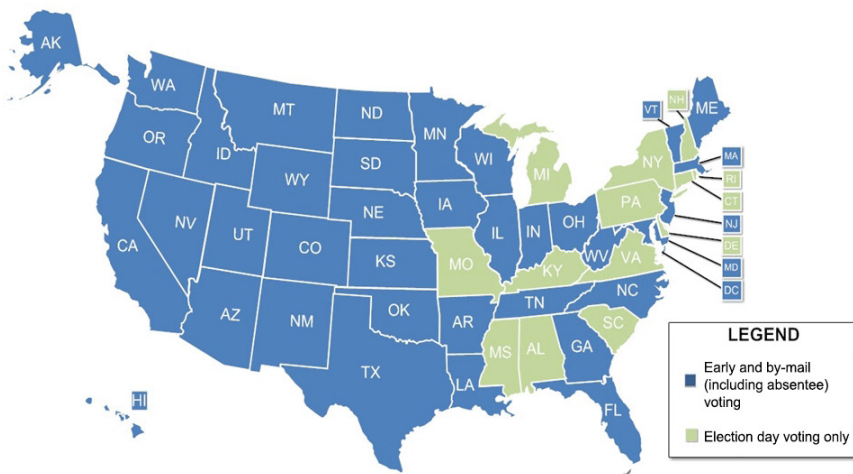 AK
WA
MT
ND
MN
VT
NH
ME
OR
ID
WY
SD
WI
MI
NY
MA
RI
CT
NV
UT
CO
NE
IA
IL
IN
OH
PA
NJ
DE
MD
DC
CA
AZ
NM
KS
OK
MO
KY
WV
VA
TN
NC
SC
AR
TX
LA
MS
AL
GA
FL
HI
LEGEND
Early and by-mail
(including absentee)
voting
Election day voting only